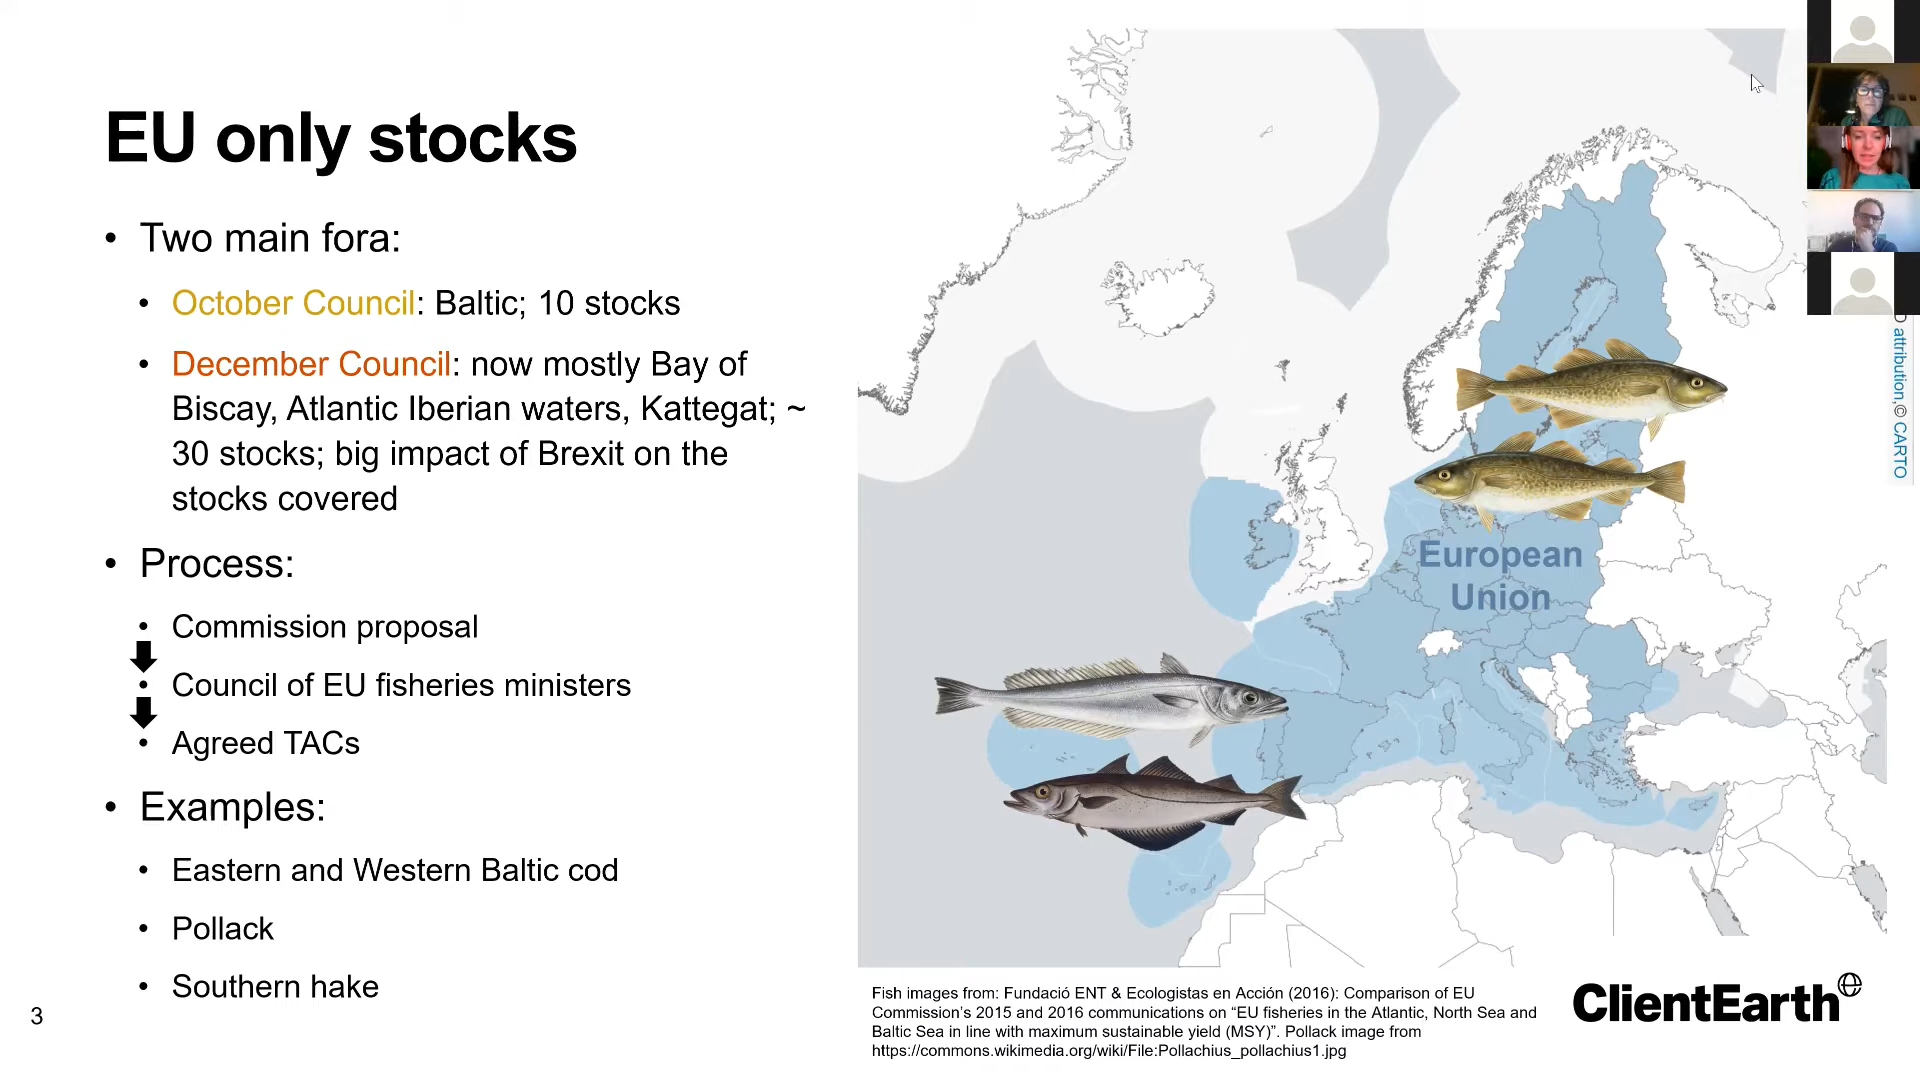 EU only stocks
• Two main fora:
• October Council: Baltic; 10 stocks
• December Council: now mostly Bay of
Biscay, Atlantic Iberian waters, Kattegat; ~
30 stocks; big impact of Brexit on the
stocks covered
• Process:
• Commission proposal
• Council of EU fisheries ministers
• Agreed TACs
• Examples:
• Eastern and Western Baltic cod
• Pollack
• Southern hake
3
European
Union
attribution,© CARTO
Fish images from: Fundació ENT & Ecologistas en Acción (2016): Comparison of EU
Commission's 2015 and 2016 communications on “EU fisheries in the Atlantic, North Sea and
Baltic Sea in line with maximum sustainable yield (MSY)”. Pollack image from
https://commons.wikimedia.org/wiki/File:Pollachius_pollachius1.jpg
ClientEarth